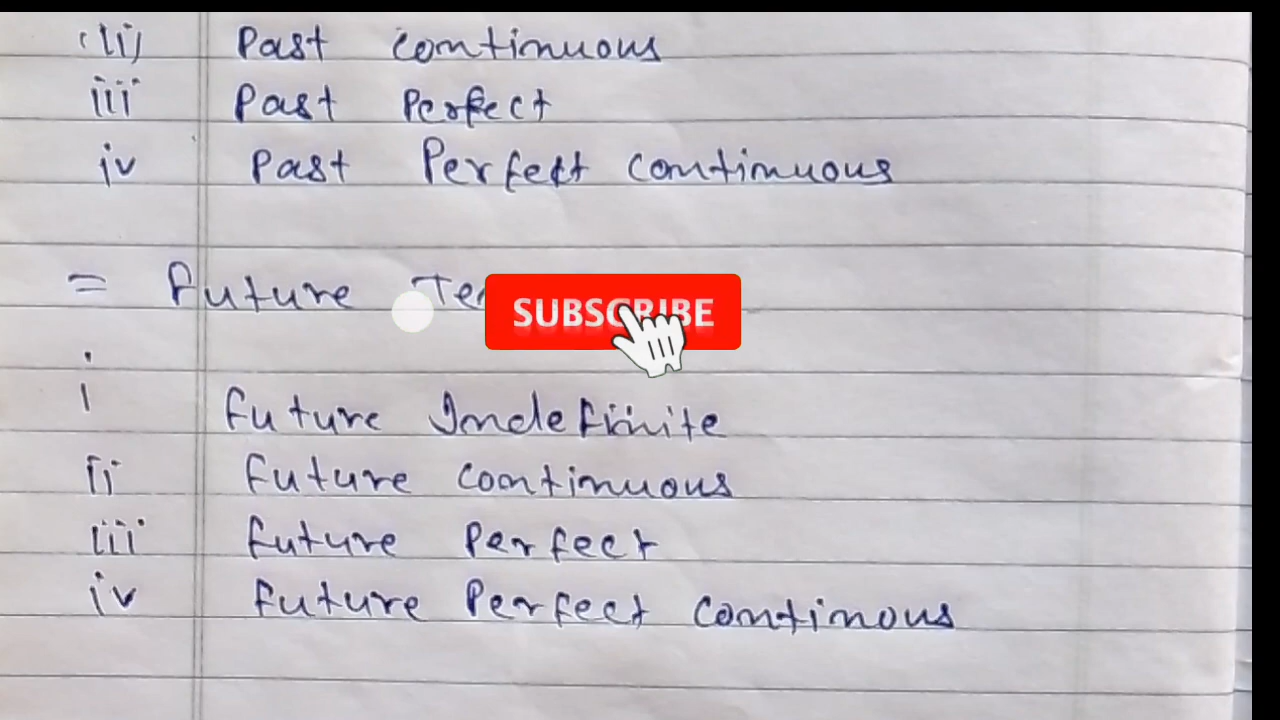 (ii) Past continuous
iii Past Perfect
iv Past Perfect continuous
= Future
SUBSCRIBE
i Future Indefinite
ii Future continuous
iii Future Perfect
iv Future Perfect continous